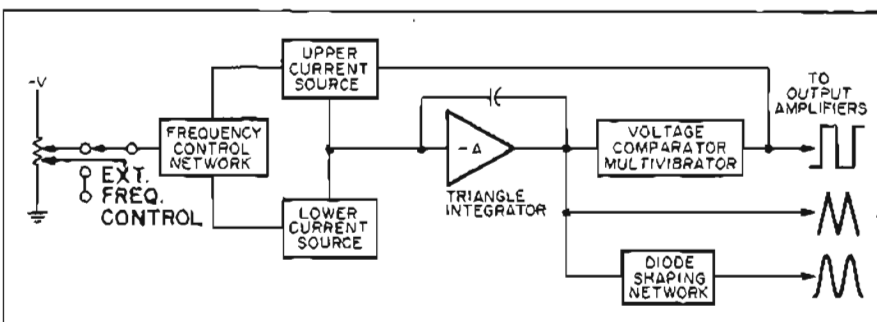 -V
EXT.
FREQ.
CONTROL
FREQUENCY
CONTROL
NETWORK
UPPER
CURRENT
SOURCE
LOWER
CURRENT
SOURCE
-A
TRIANGLE
INTEGRATOR
VOLTAGE
COMPARATOR
MULTIVIBRATOR
DIODE
SHAPING
NETWORK
TO
OUTPUT
AMPLIFIERS